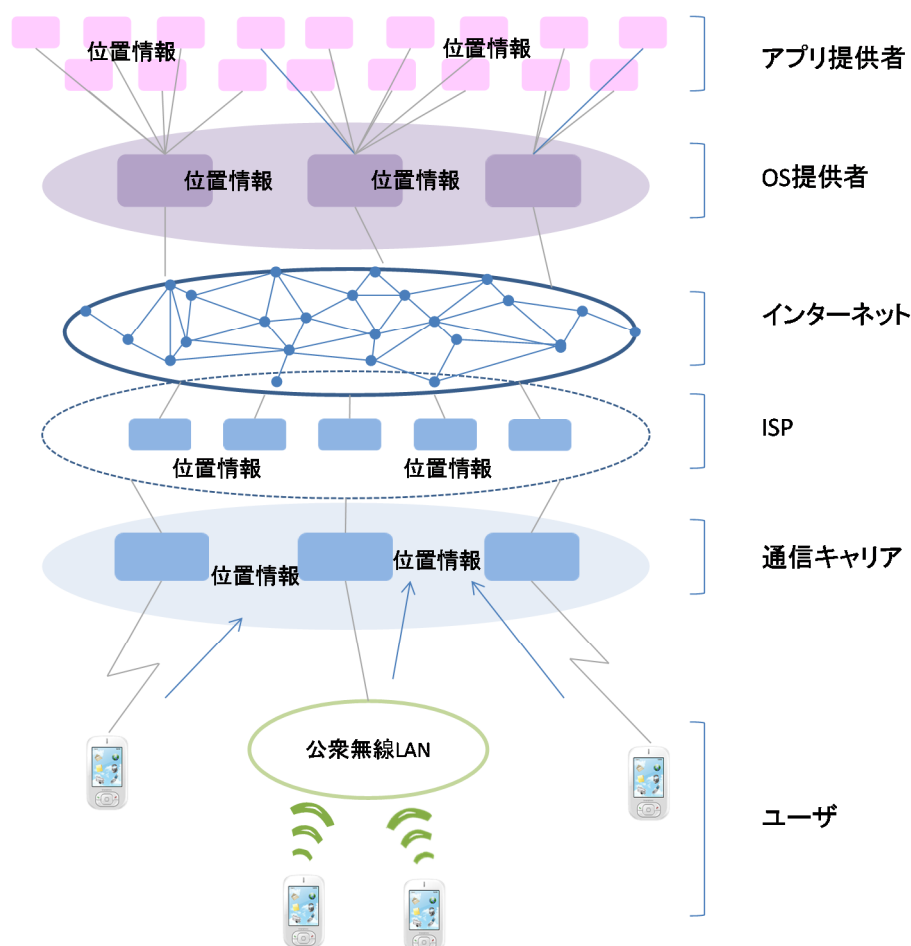 位置情報
位置情報
アプリ提供者
位置情報
位置情報
OS提供者
インターネット
ISP
位置情報
位置情報
位置情報
位置情報
通信キャリア
公衆無線LAN
ユーザ